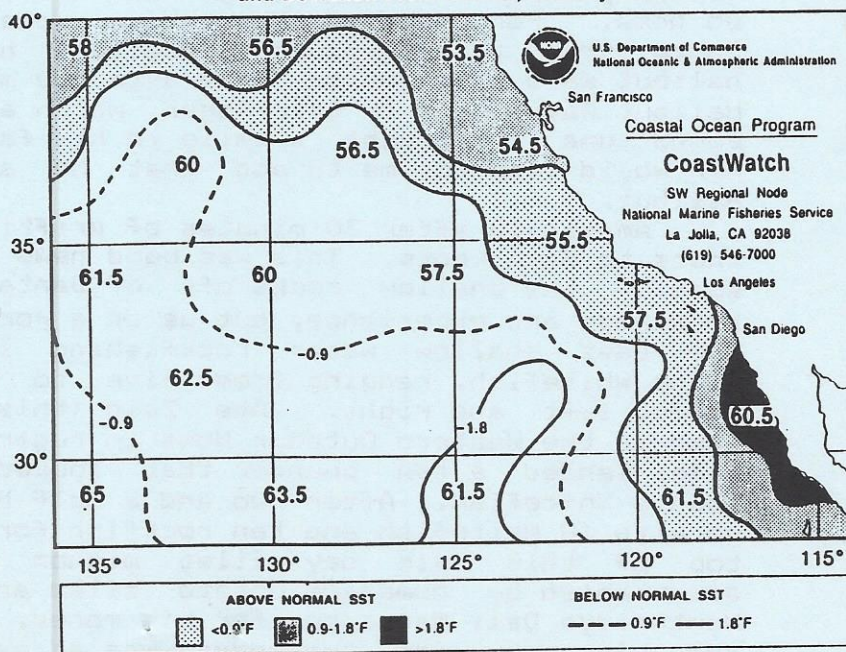 40°
58
56.5
53.5
NOAA
U.S. Department of Commerce
National Oceanic & Atmospheric Administration
San Francisco
Coastal Ocean Program
CoastWatch
SW Regional Node
National Marine Fisheries Service
La Jolla, CA 92038
(619) 546-7000
60
56.5
54.5
35°
61.5
60
57.5
55.5
Los Angeles
57.5
San Diego
-0.9
62.5
-0.9
-1.8
60.5
30°
65
63.5
61.5
61.5
135°
130°
125°
120°
115°
ABOVE NORMAL SST
BELOW NORMAL SST
<0.9°F
0.9-1.8°F
>1.8°F
0.9°F
1.8°F